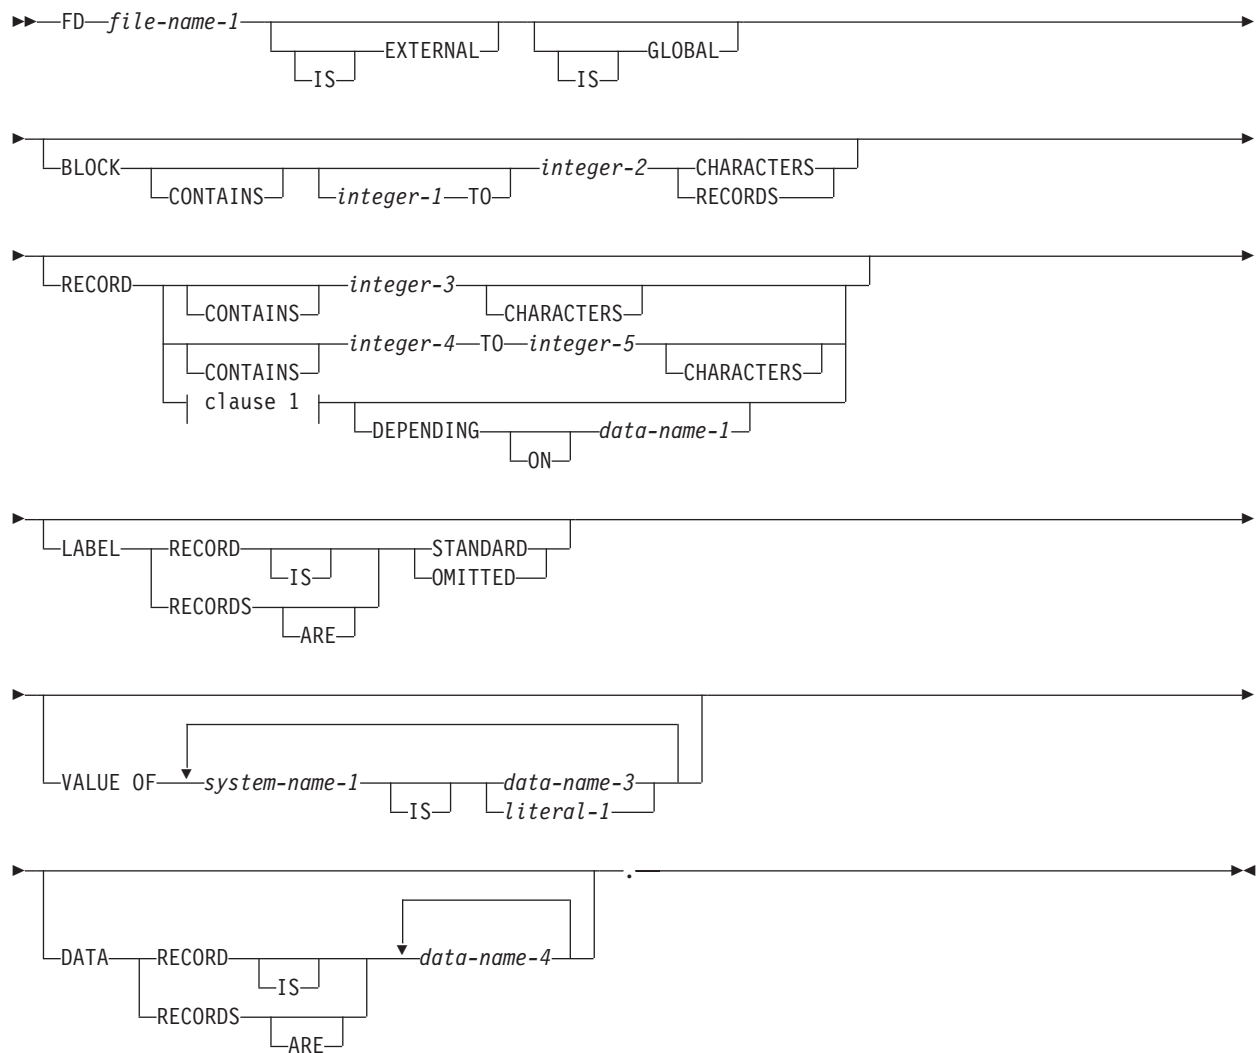 FD file-name-1 EXTERNAL GLOBAL
IS IS
BLOCK integer-2 CHARACTERS
CONTAINS integer-1 TO RECORDS
RECORD integer-3
CONTAINS CHARACTERS
integer-4 TO integer-5
CONTAINS CHARACTERS
clause 1
DEPENDING data-name-1
ON
LABEL RECORD STANDARD
IS OMITTED
RECORDS
ARE
VALUE OF system-name-1 data-name-3
IS literal-1
.
DATA RECORD data-name-4
IS
RECORDS
ARE